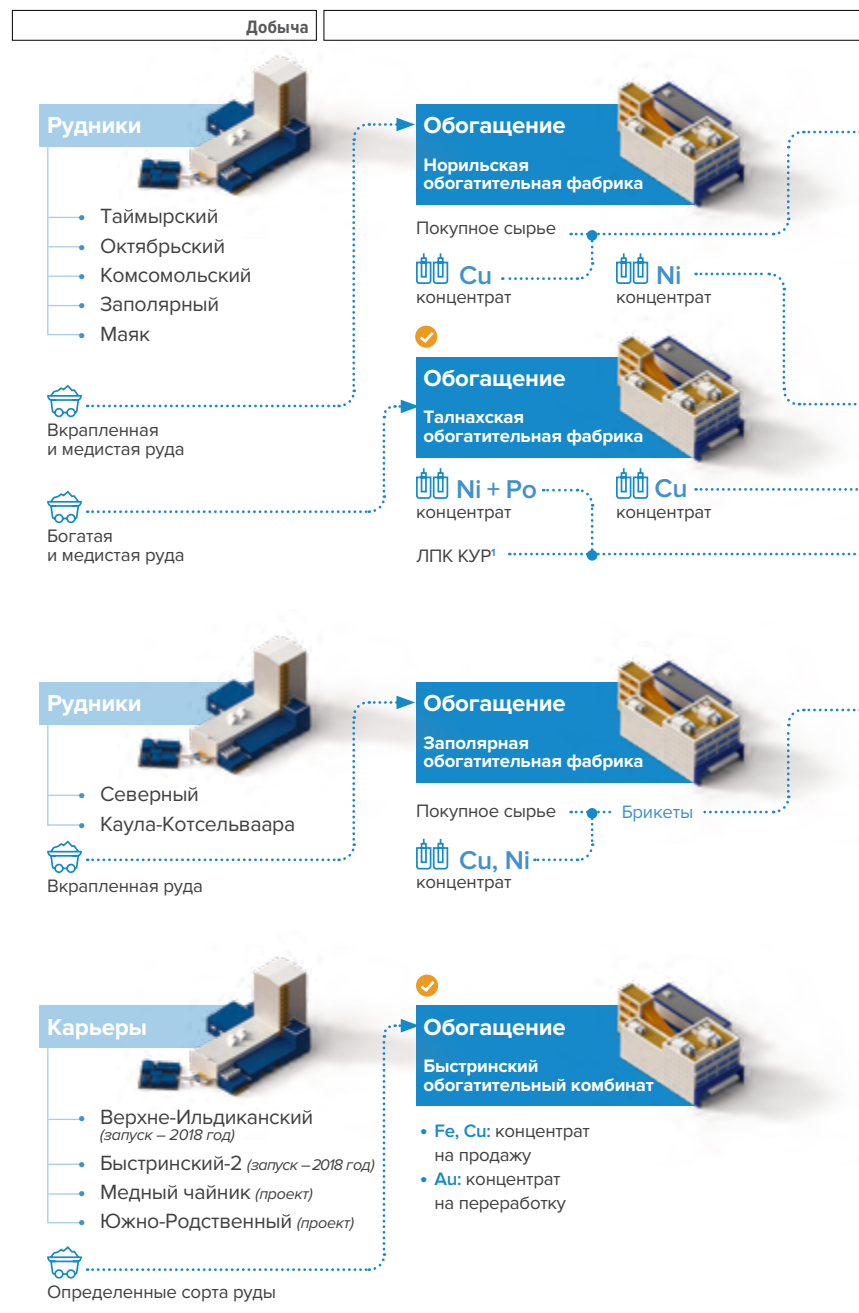 Добыча
Рудники
Таймырский
Октябрьский
Комсомольский
Заполярный
Маяк
Вкрапленная
и медистая руда
Богатая
и медистая руда
Обогащение
Норильская
обогатительная фабрика
Покупное сырье
Cu
концентрат
Ni
концентрат
Обогащение
Талнахская
обогатительная фабрика
Ni + Po
концентрат
Cu
концентрат
ЛПК КУР¹
Рудники
Северный
Каула-Котсельваара
Вкрапленная руда
Обогащение
Заполярная
обогатительная фабрика
Покупное сырье
Брикеты
Cu, Ni
концентрат
Карьеры
Верхне-Ильдиканский
(запуск – 2018 год)
Быстринский-2 (запуск – 2018 год)
Медный чайник (проект)
Южно-Родственный (проект)
Определенные сорта руды
Обогащение
Быстринский
обогатительный комбинат
• Fe, Cu: концентрат
на продажу
• Au: концентрат
на переработку